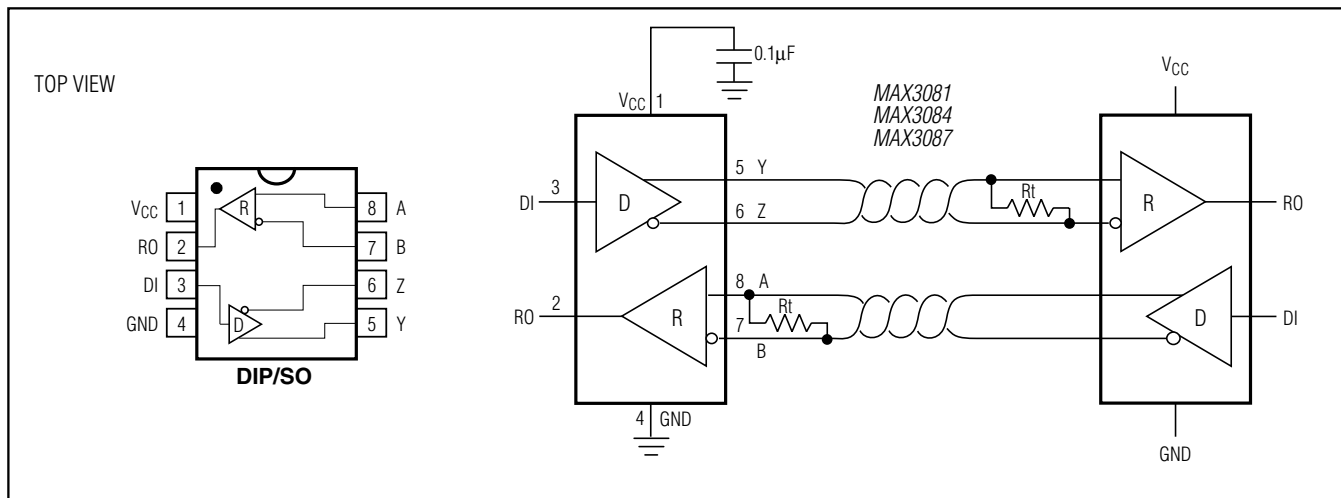 TOP VIEW
VCC 1
RO 2
DI 3
GND 4
8 A
7 B
6 Z
5 Y
R
D
DIP/SO
0.1µF
VCC 1
MAX3081
MAX3084
MAX3087
VCC
DI 3
D
5 Y
6 Z
Rt
R
RO
RO 2
R
8 A
7 B
Rt
D
DI
4 GND
GND